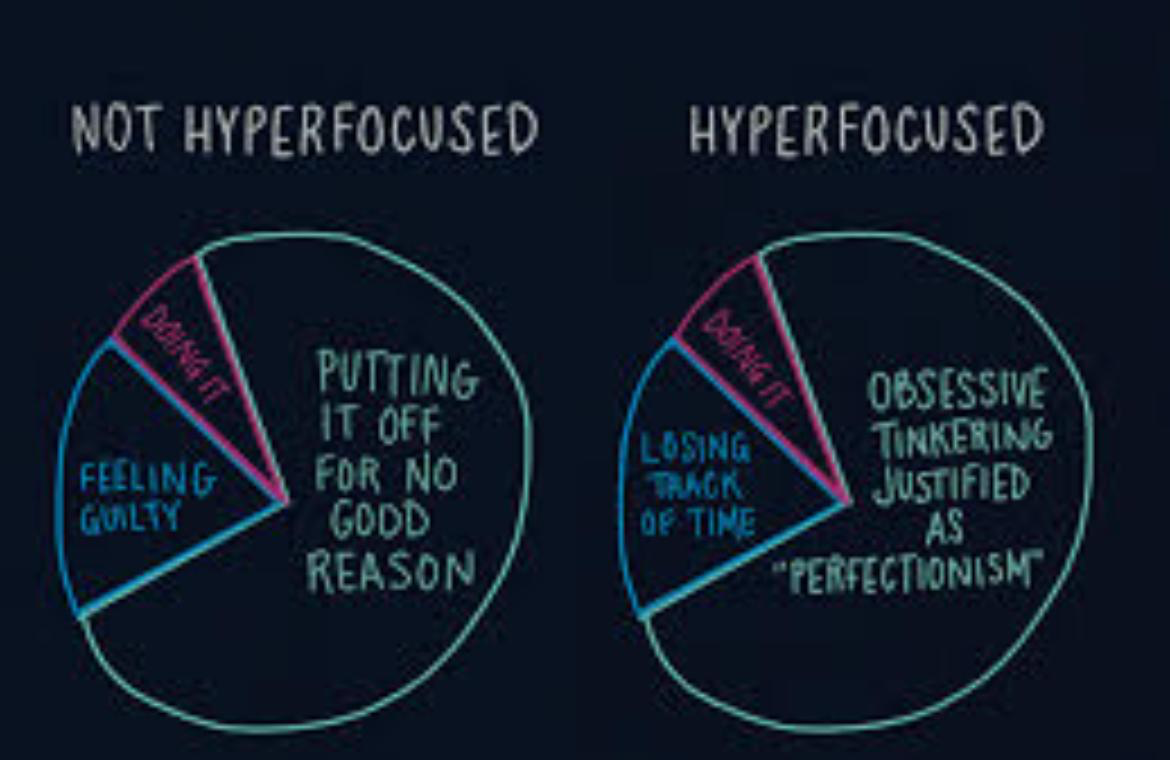 NOT HYPERFOCUSED
DOING IT
FEELING
GUILTY
PUTTING
IT OFF
FOR NO
GOOD
REASON
HYPERFOCUSED
DOING IT
LOSING
TRACK
OF TIME
OBSESSIVE
TINKERING
JUSTIFIED
AS
"PERFECTIONISM"